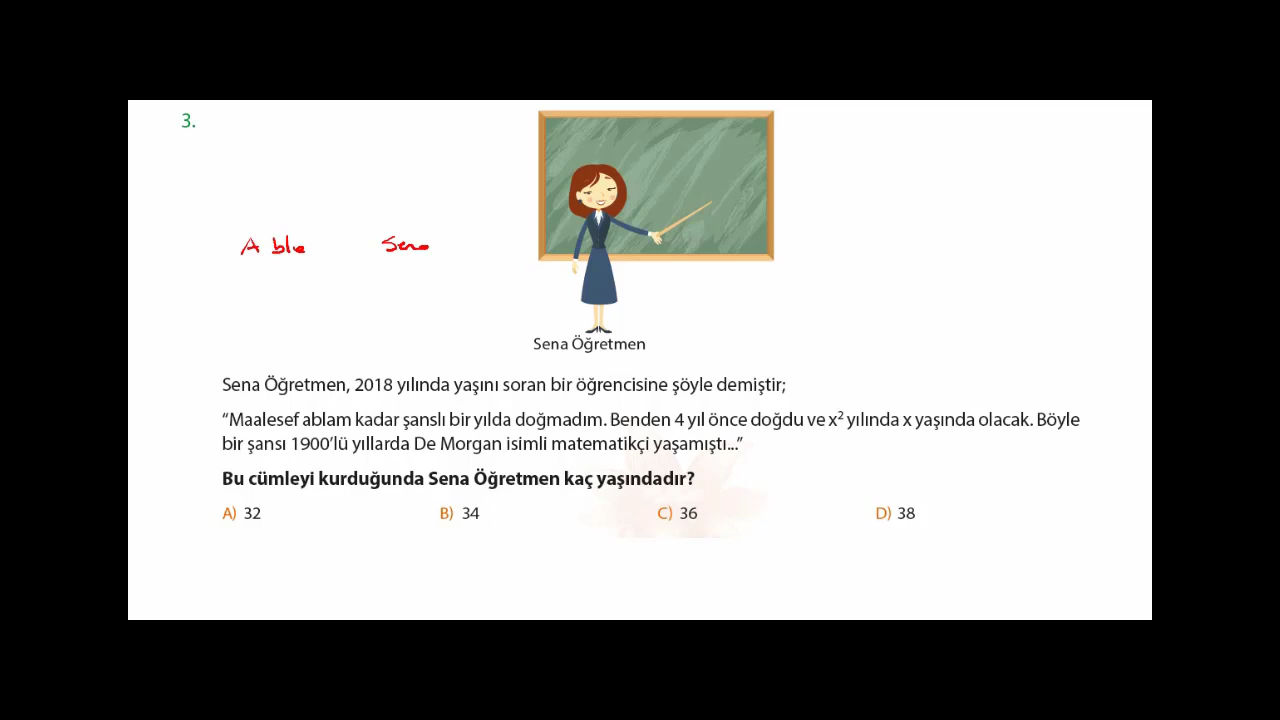 3.
A bla Sena
Sena Öğretmen
Sena Öğretmen, 2018 yılında yaşını soran bir öğrencisine şöyle demiştir;
“Maalesef ablam kadar şanslı bir yılda doğmadım. Benden 4 yıl önce doğdu ve x² yılında x yaşında olacak. Böyle
bir şansı 1900’lü yıllarda De Morgan isimli matematikçi yaşamıştı...”
Bu cümleyi kurduğunda Sena Öğretmen kaç yaşındadır?
A) 32 B) 34 C) 36 D) 38